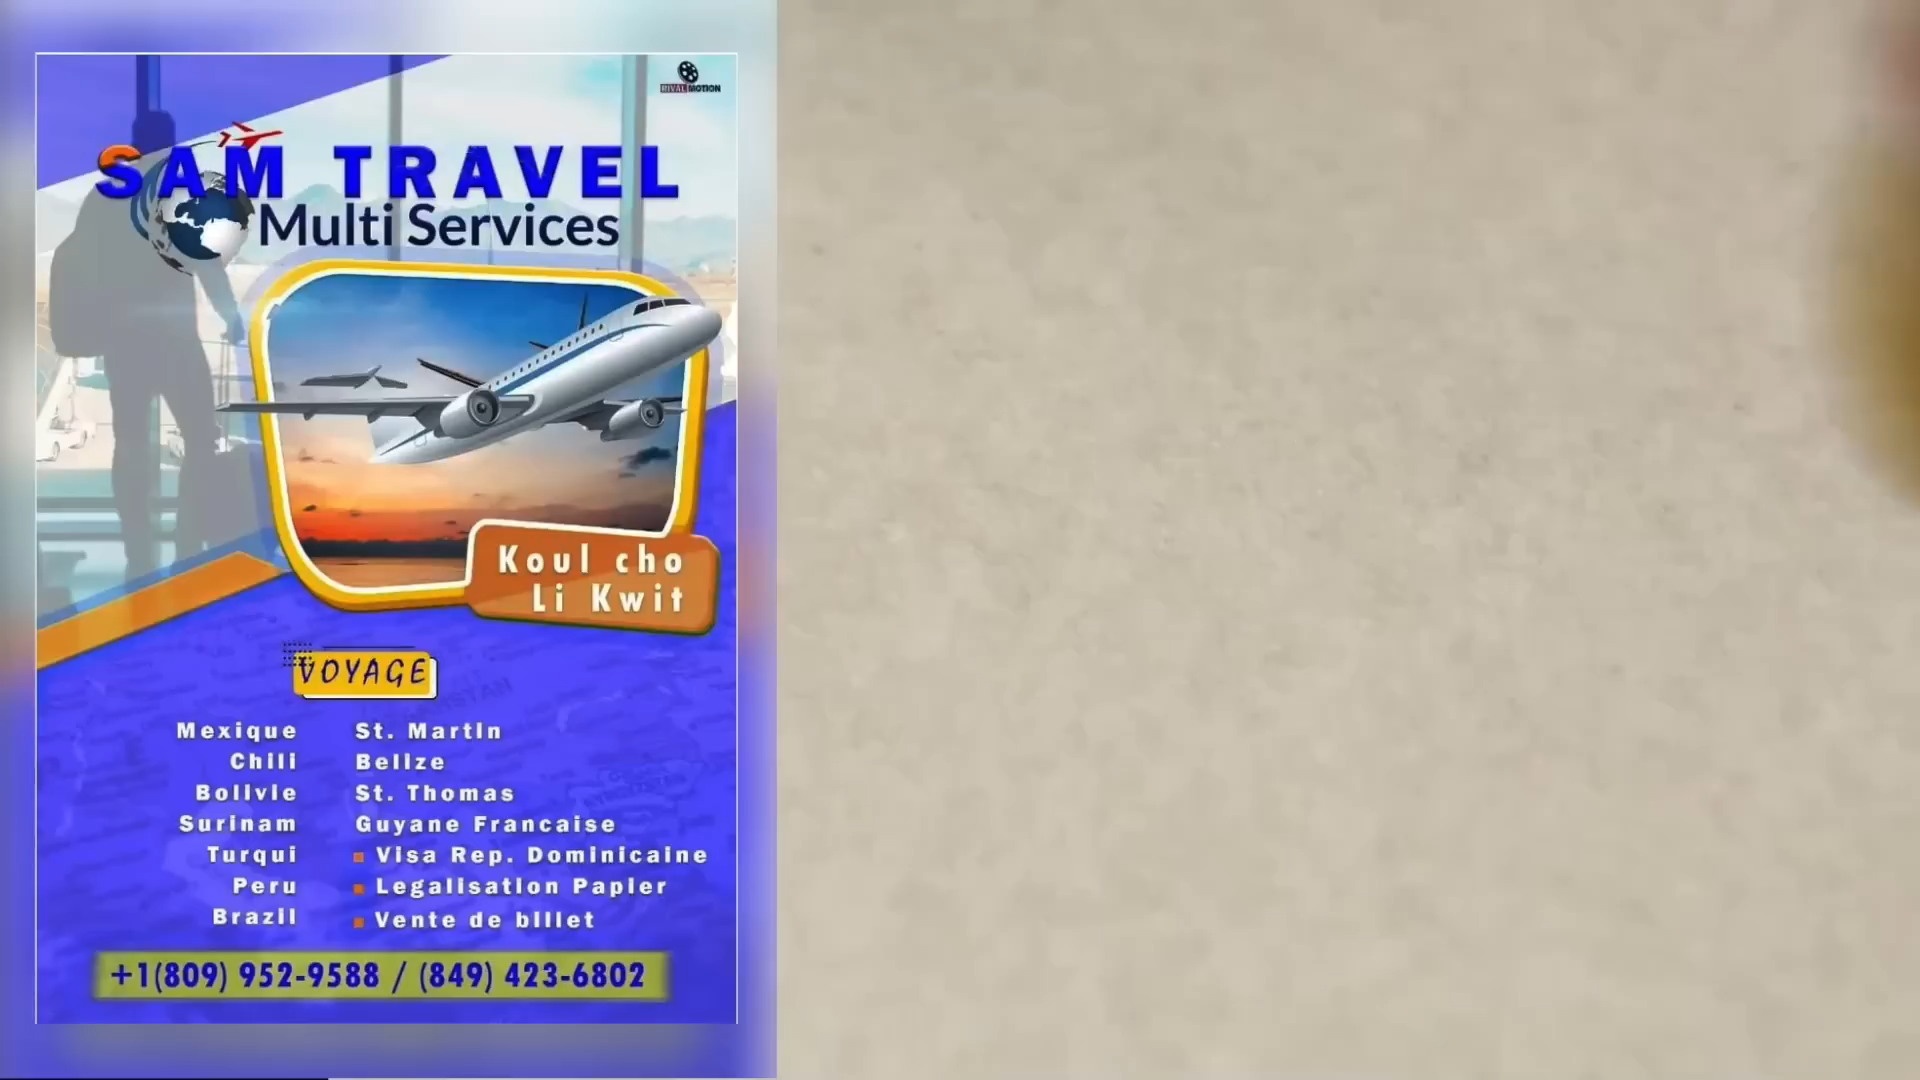 RIVAL MOTION
SAM TRAVEL
Multi Services
Koul cho
Li Kwit
VOYAGE
Mexique
Chili
Bolivie
Surinam
Turqui
Peru
Brazil
St. Martin
Belize
St. Thomas
Guyane Francaise
Visa Rep. Dominicaine
Legalisation Papier
Vente de billet
+1(809) 952-9588 / (849) 423-6802